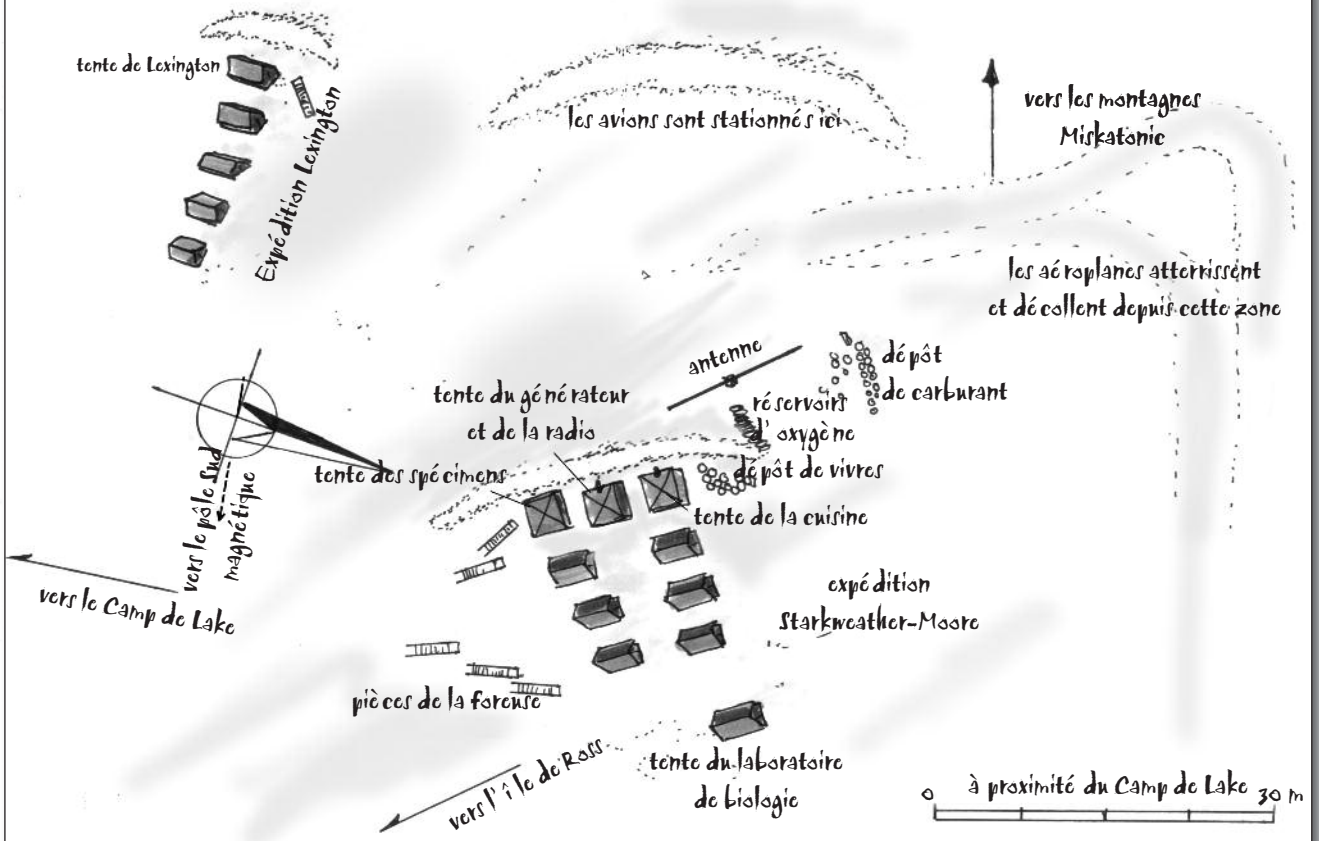 tente de Lexington
Expédition Lexington
les avions sont stationnés ici
vers les montagnes
Miskatonic
les aéroplanes atterrissent
et décollent depuis cette zone
antenne
dépôt
de carburant
réservoirs
d'oxygène
tente du générateur
et de la radio
tente des spécimens
dépôt de vivres
tente de la cuisine
vers le pôle Sud
magnétique
vers le Camp de Lake
expédition
Starkweather-Moore
pièces de la foreuse
vers l'île de Ross
tente du laboratoire
de biologie
à proximité du Camp de Lake
0 30 m